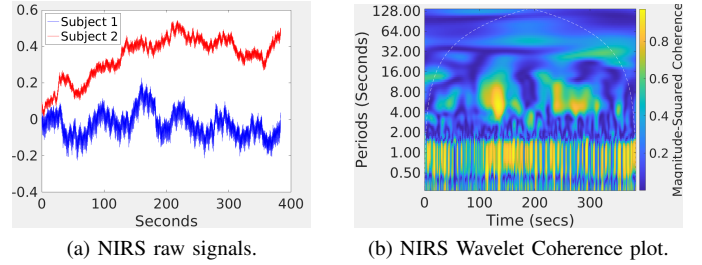 0.6
0.4
0.2
0
-0.2
-0.4
Subject 1
Subject 2
0 100 200 300 400
Seconds
(a) NIRS raw signals.
128.00
64.00
32.00
16.00
8.00
4.00
2.00
1.00
0.50
Periods (Seconds)
0 100 200 300
Time (secs)
0.8
0.6
0.4
0.2
Magnitude-Squared Coherence
(b) NIRS Wavelet Coherence plot.